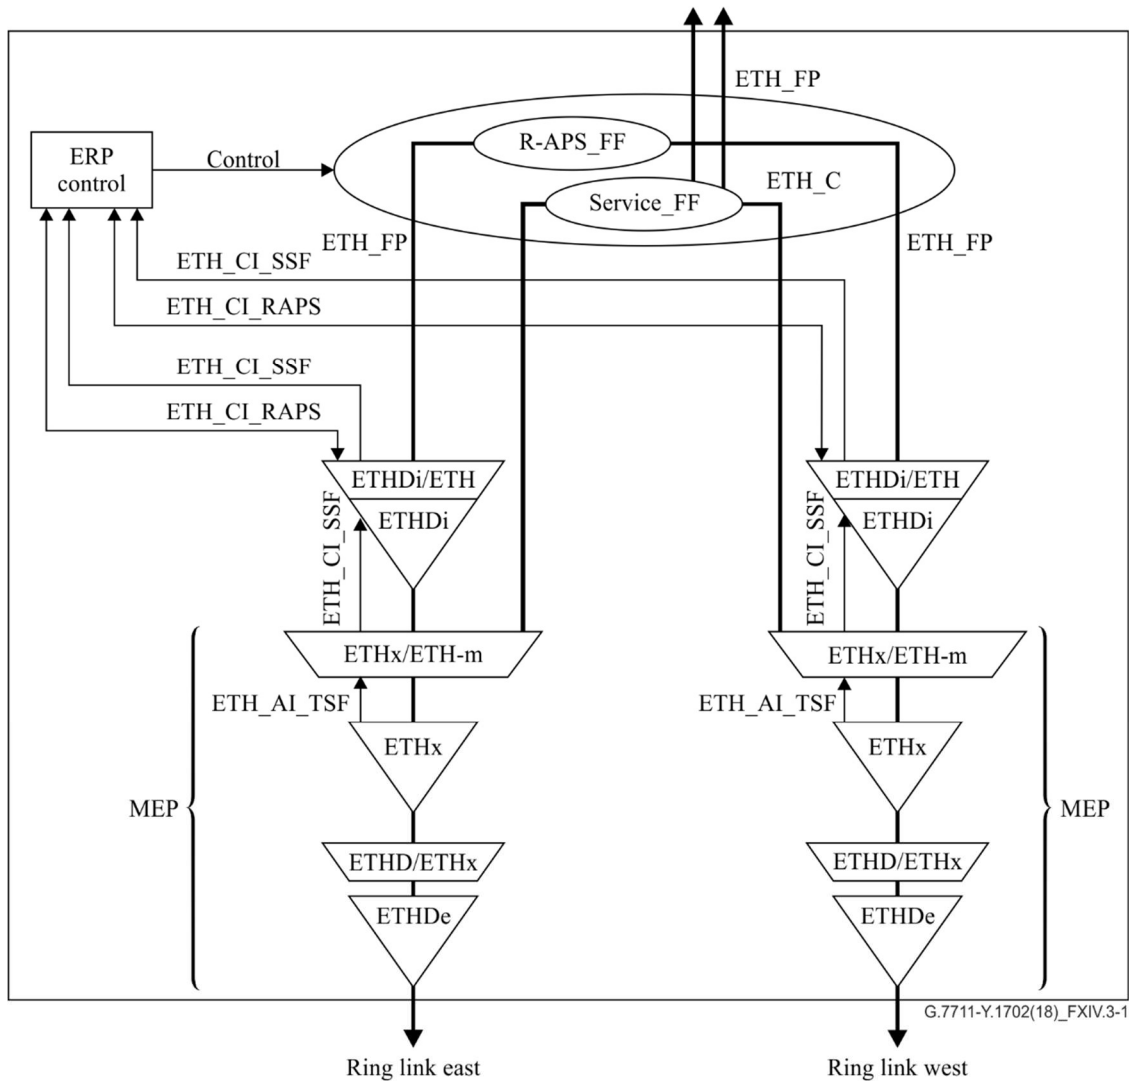 ETH_FP
R-APS_FF
ERP
control
Control
ETH_C
Service_FF
ETH_FP
ETH_FP
ETH_CI_SSF
ETH_CI_RAPS
ETH_CI_SSF
ETH_CI_RAPS
ETHDi/ETH
ETHDi/ETH
ETHDi
ETHDi
ETH_CI_SSF
ETH_CI_SSF
ETHx/ETH-m
ETHx/ETH-m
ETH_AI_TSF
ETH_AI_TSF
ETHx
ETHx
MEP
MEP
ETHD/ETHx
ETHD/ETHx
ETHDe
ETHDe
G.7711-Y.1702(18)_FXIV.3-1
Ring link east
Ring link west